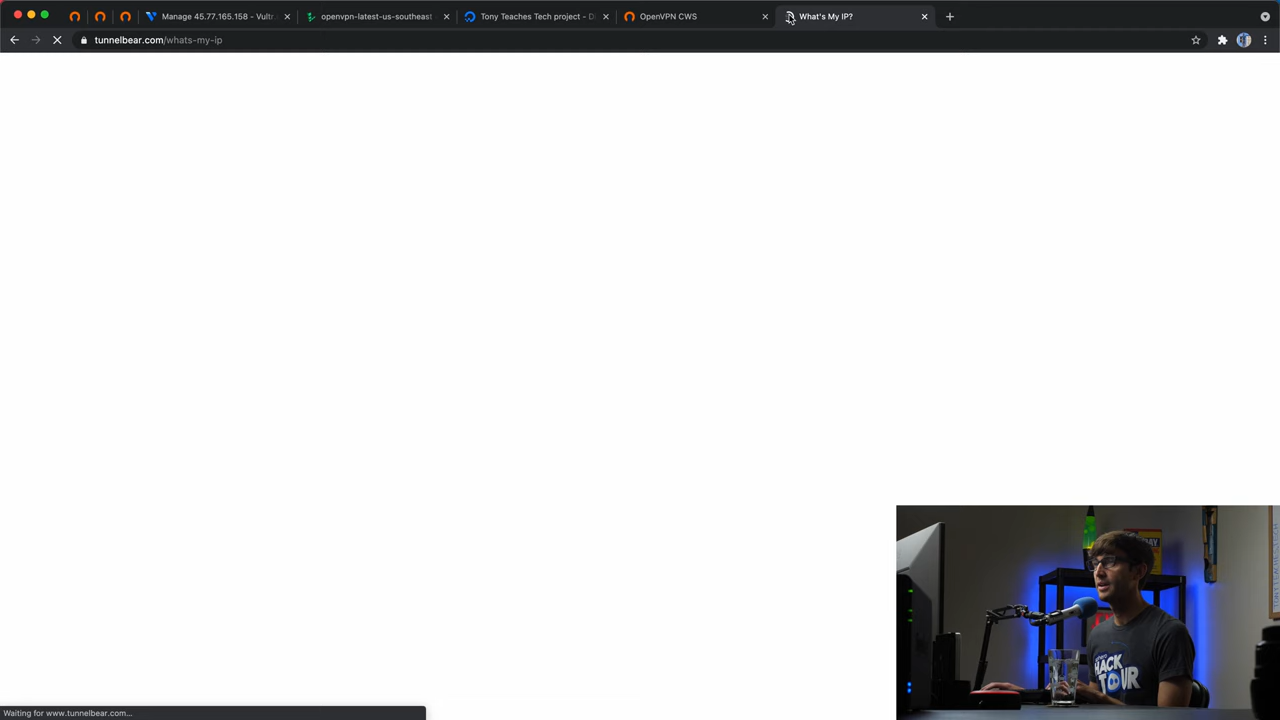 Manage 45.77.165.158 - Vultr.
openvpn-latest-us-southeast
Tony Teaches Tech project - D
OpenVPN CWS
What's My IP?
tunnelbear.com/whats-my-ip
HACK
TOUR
Waiting for www.tunnelbear.com...